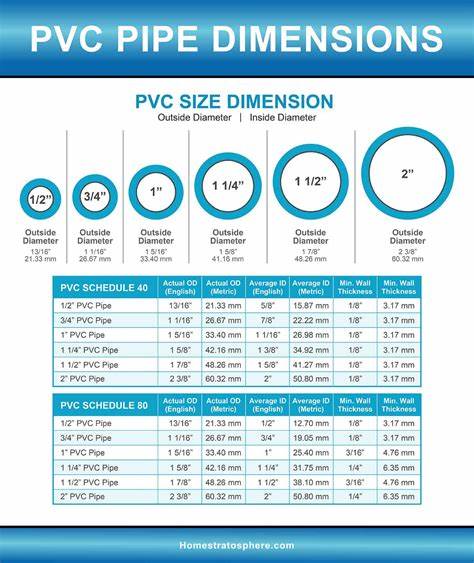 PVC PIPE DIMENSIONS
PVC SIZE DIMENSION
Outside Diameter | Inside Diameter
1/2” 3/4” 1” 1 1/4” 1 1/2” 2”
Outside Outside Outside Outside Outside Outside
Diameter Diameter Diameter Diameter Diameter Diameter
13/16” 1 1/16” 1 5/16” 1 5/8” 1 7/8” 2 3/8”
21.33 mm 26.67 mm 33.40 mm 41.16 mm 48.26 mm 60.32 mm
PVC SCHEDULE 40 Actual OD (English) Actual OD (Metric) Average ID (English) Average ID (Metric) Min. Wall Thickness Min. Wall Thickness
1/2” PVC Pipe 13/16” 21.33 mm 5/8” 15.87 mm 1/8” 3.17 mm
3/4” PVC Pipe 1 1/16” 26.67 mm 7/8” 22.22 mm 1/8” 3.17 mm
1” PVC Pipe 1 5/16” 33.40 mm 1 1/16” 26.98 mm 1/8” 3.17 mm
1 1/4” PVC Pipe 1 5/8” 42.16 mm 1 3/8” 34.92 mm 1/8” 3.17 mm
1 1/2” PVC Pipe 1 7/8” 48.26 mm 1 5/8” 41.27 mm 1/8” 3.17 mm
2” PVC Pipe 2 3/8” 60.32 mm 2” 50.80 mm 1/8” 3.17 mm
PVC SCHEDULE 80 Actual OD (English) Actual OD (Metric) Average ID (English) Average ID (Metric) Min. Wall Thickness Min. Wall Thickness
1/2” PVC Pipe 13/16” 21.33 mm 1/2” 12.70 mm 1/8” 3.17 mm
3/4” PVC Pipe 1 1/16” 26.67 mm 3/4” 19.05 mm 1/8” 3.17 mm
1” PVC Pipe 1 5/16” 33.40 mm 1” 25.40 mm 3/16” 4.76 mm
1 1/4” PVC Pipe 1 5/8” 42.16 mm 1 1/4” 31.75 mm 1/4” 6.35 mm
1 1/2” PVC Pipe 1 7/8” 48.26 mm 1 1/2” 38.10 mm 3/16” 4.76 mm
2” PVC Pipe 2 3/8” 60.32 mm 2” 50.80 mm 1/4” 6.35 mm
Homestratosphere.com